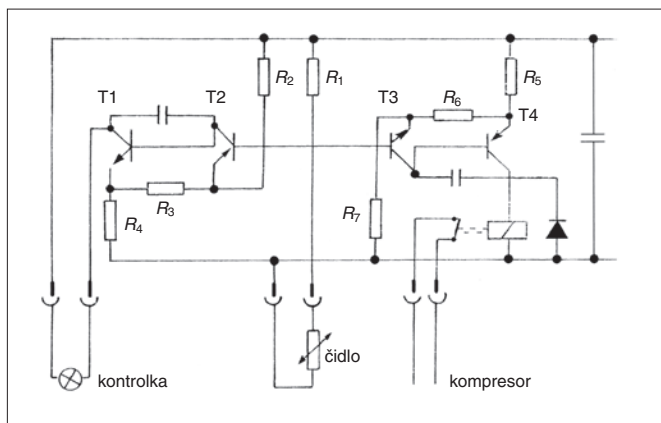 R2
R1
R5
T1
T2
T3
R6
T4
R3
R4
R7
čidlo
kontrolka
kompresor